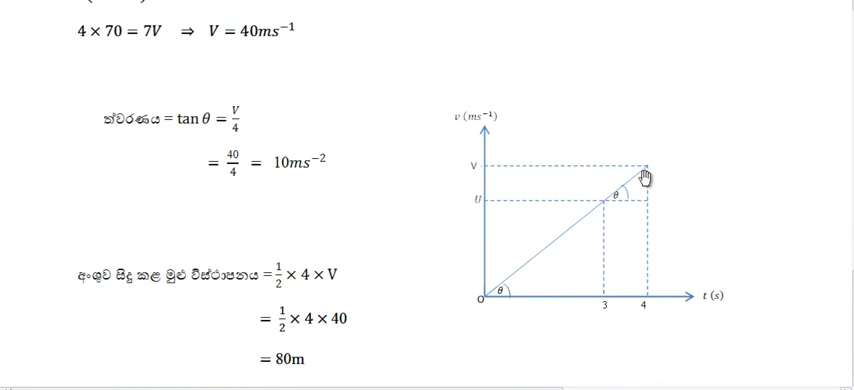 4 × 70 = 7V ⇒ V = 40ms⁻¹
ත්වරණය = tan θ = V/4
= 40/4 = 10ms⁻²
අංශුව සිදු කළ මුළු විස්ථාපනය = 1/2 × 4 × V
= 1/2 × 4 × 40
= 80m
v (ms⁻¹)
V
U
θ
θ
O
3
4
t (s)